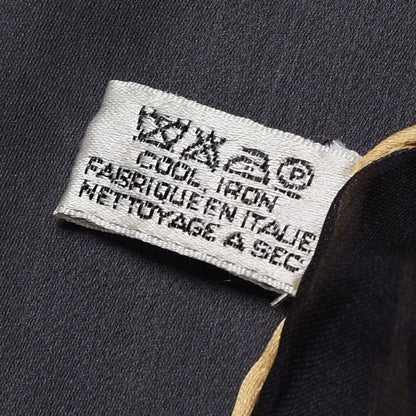 P
COOL IRON
FABRIQUE EN ITALIE
NETTOYAGE A SEC